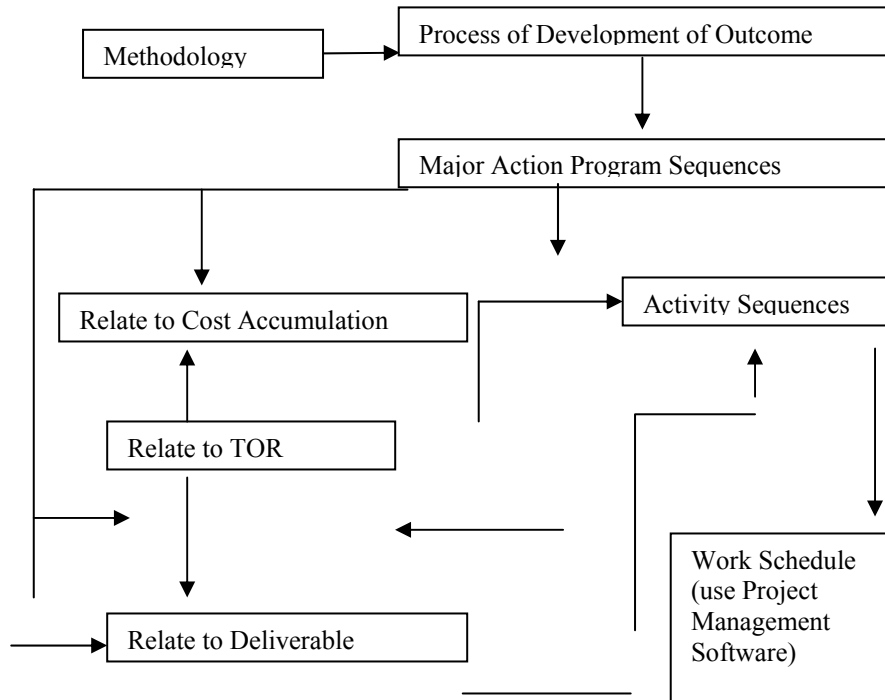 Process of Development of Outcome
Methodology
Major Action Program Sequences
Relate to Cost Accumulation
Activity Sequences
Relate to TOR
Work Schedule
(use Project
Management
Software)
Relate to Deliverable